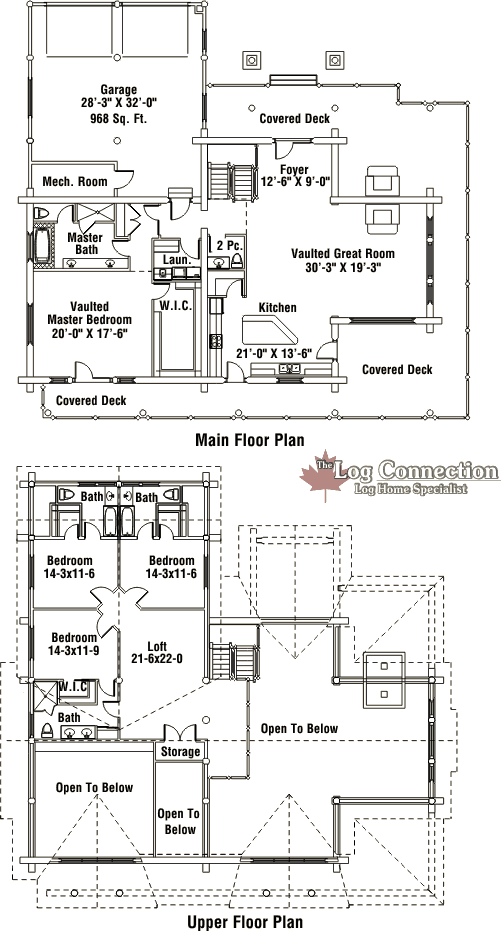 Garage
28'-3" X 32'-0"
968 Sq. Ft.
Covered Deck
Foyer
12'-6" X 9'-0"
Mech. Room
Master
Bath
Laun.
2 Pc.
Vaulted Great Room
30'-3" X 19'-3"
Vaulted
Master Bedroom
20'-0" X 17'-6"
W.I.C.
Kitchen
21'-0" X 13'-6"
Covered Deck
Covered Deck
Main Floor Plan
The Log Connection
Log Home Specialist
Bath
Bath
Bedroom
14-3x11-6
Bedroom
14-3x11-6
Bedroom
14-3x11-9
Loft
21-6x22-0
W.I.C
Bath
Storage
Open To Below
Open To Below
Open To
Below
Upper Floor Plan